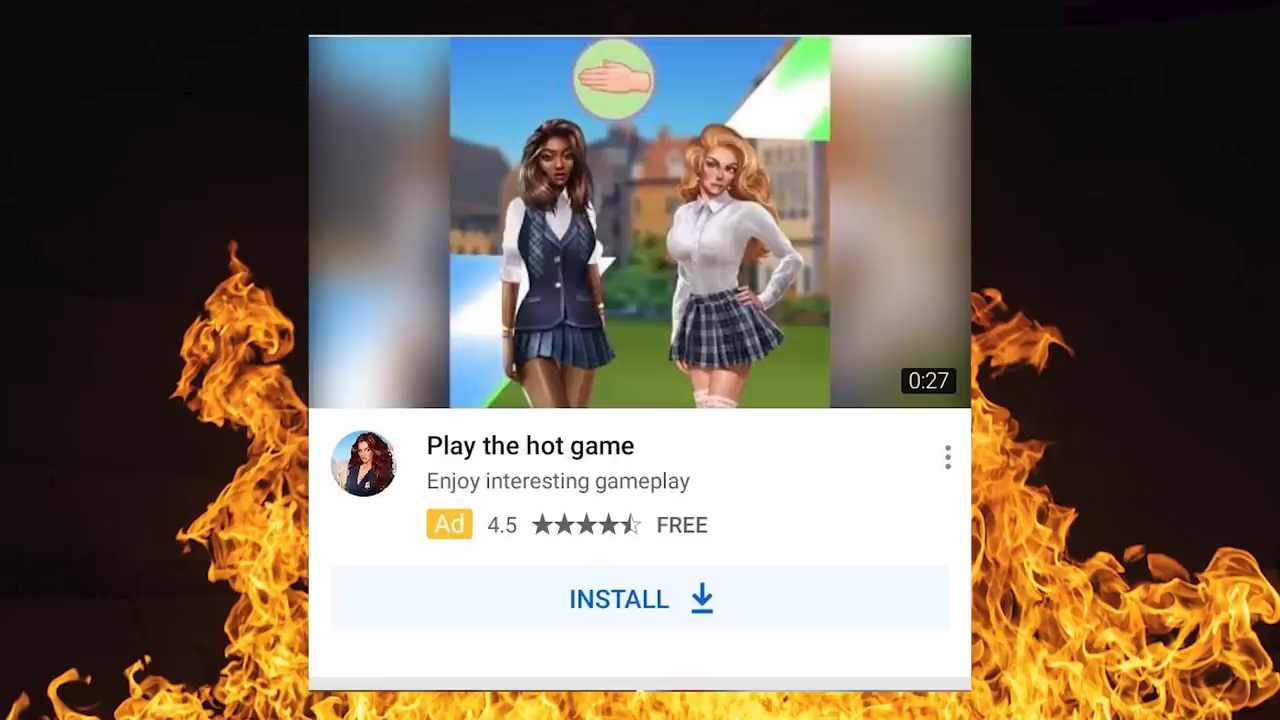 0:27
Play the hot game
Enjoy interesting gameplay
Ad 4.5 FREE
INSTALL